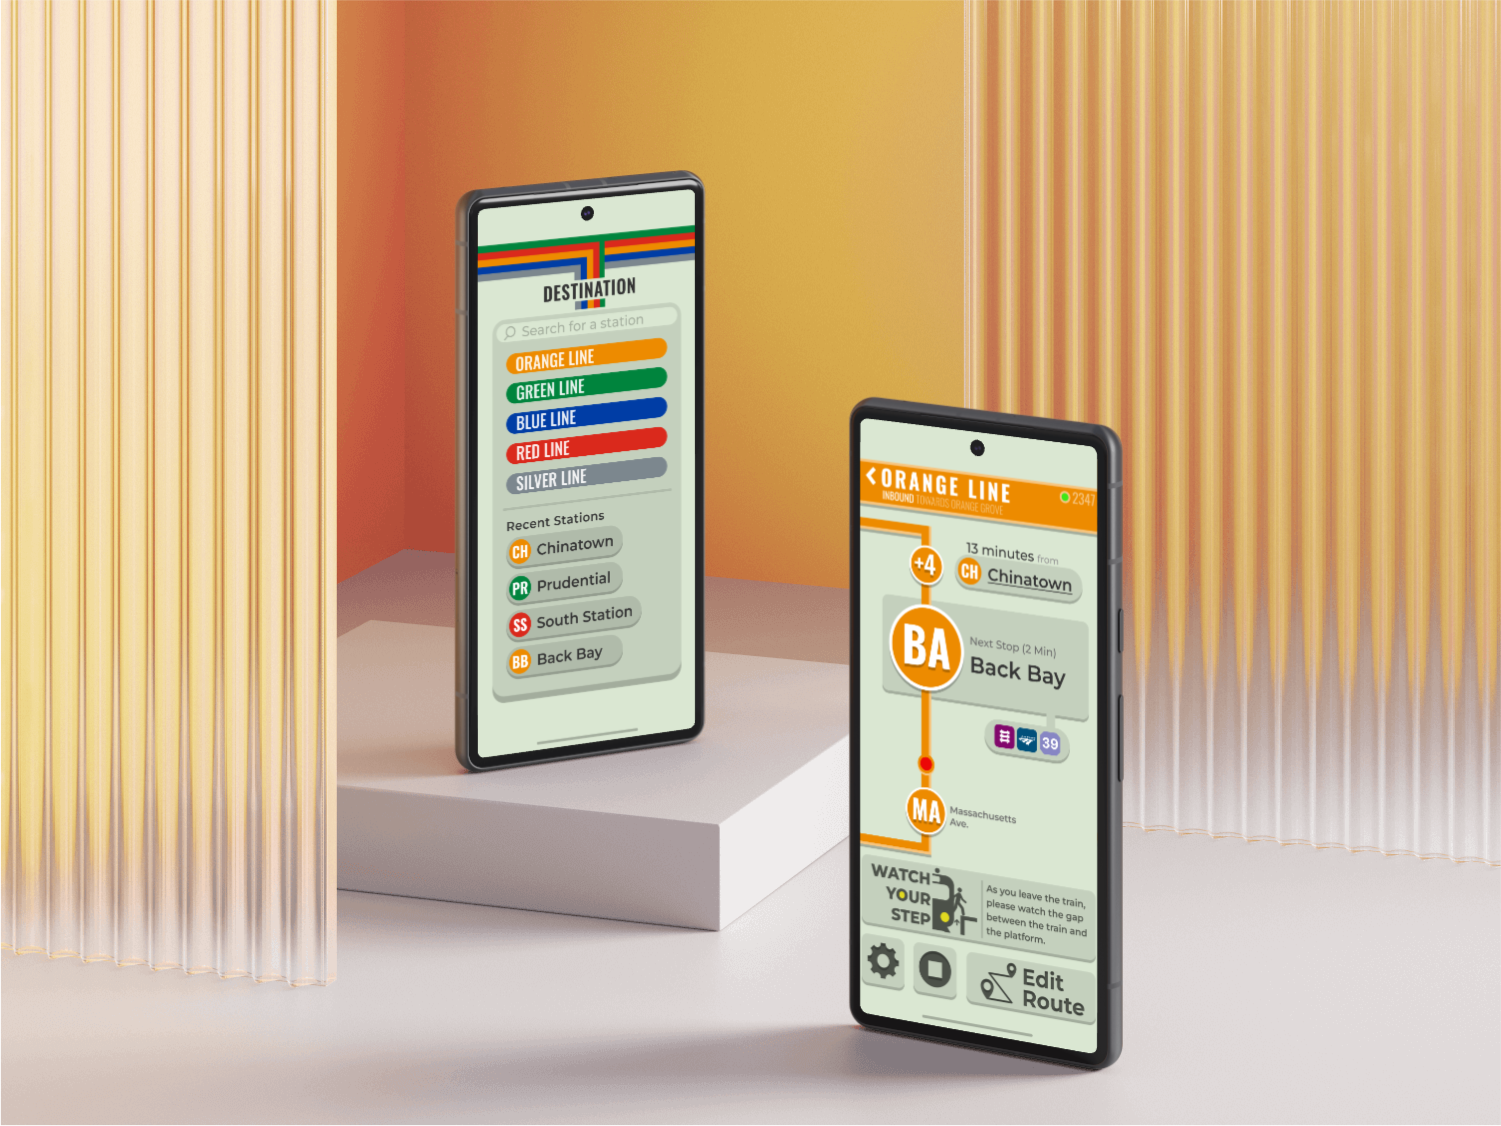 DESTINATION
Search for a station
ORANGE LINE
GREEN LINE
BLUE LINE
RED LINE
SILVER LINE
Recent Stations
CH Chinatown
PR Prudential
SS South Station
BB Back Bay
ORANGE LINE
2347
INBOUND TOWARDS ORANGE GROVE
+4
13 minutes from
CH Chinatown
BA
Next Stop (2 Min)
Back Bay
39
MA
Massachusetts
Ave.
WATCH
YOUR
STEP
As you leave the train,
please watch the gap
between the train and
the platform.
Edit
Route